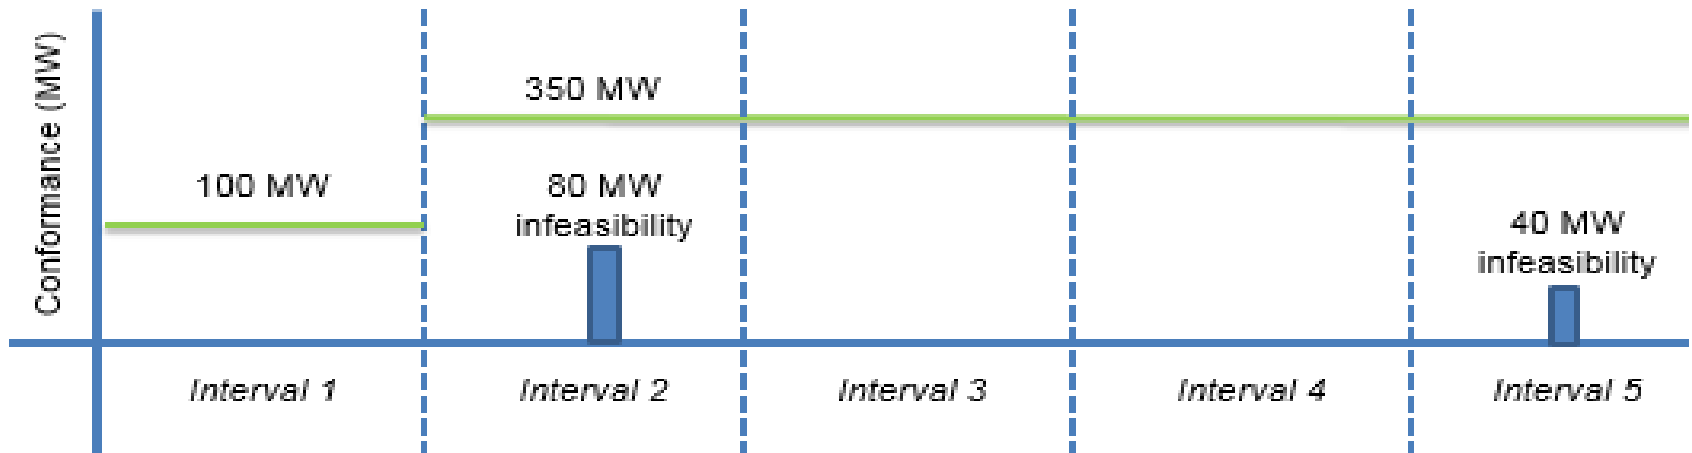 Conformance (MW)
350 MW
100 MW
80 MW
infeasibility
40 MW
infeasibility
Interval 1
Interval 2
Interval 3
Interval 4
Interval 5